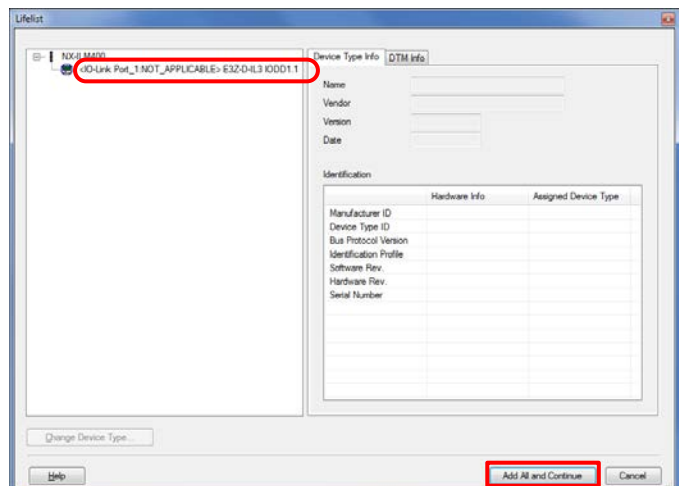 Lifelist
NX-ILM400
<IO-Link Port_1:NOT_APPLICABLE> E3Z-D-IL3 IODD1.1
Device Type Info
DTM Info
Name
Vendor
Version
Date
Identification
Hardware Info
Assigned Device Type
Manufacturer ID
Device Type ID
Bus Protocol Version
Identification Profile
Software Rev.
Hardware Rev.
Serial Number
Change Device Type...
Help
Add All and Continue
Cancel